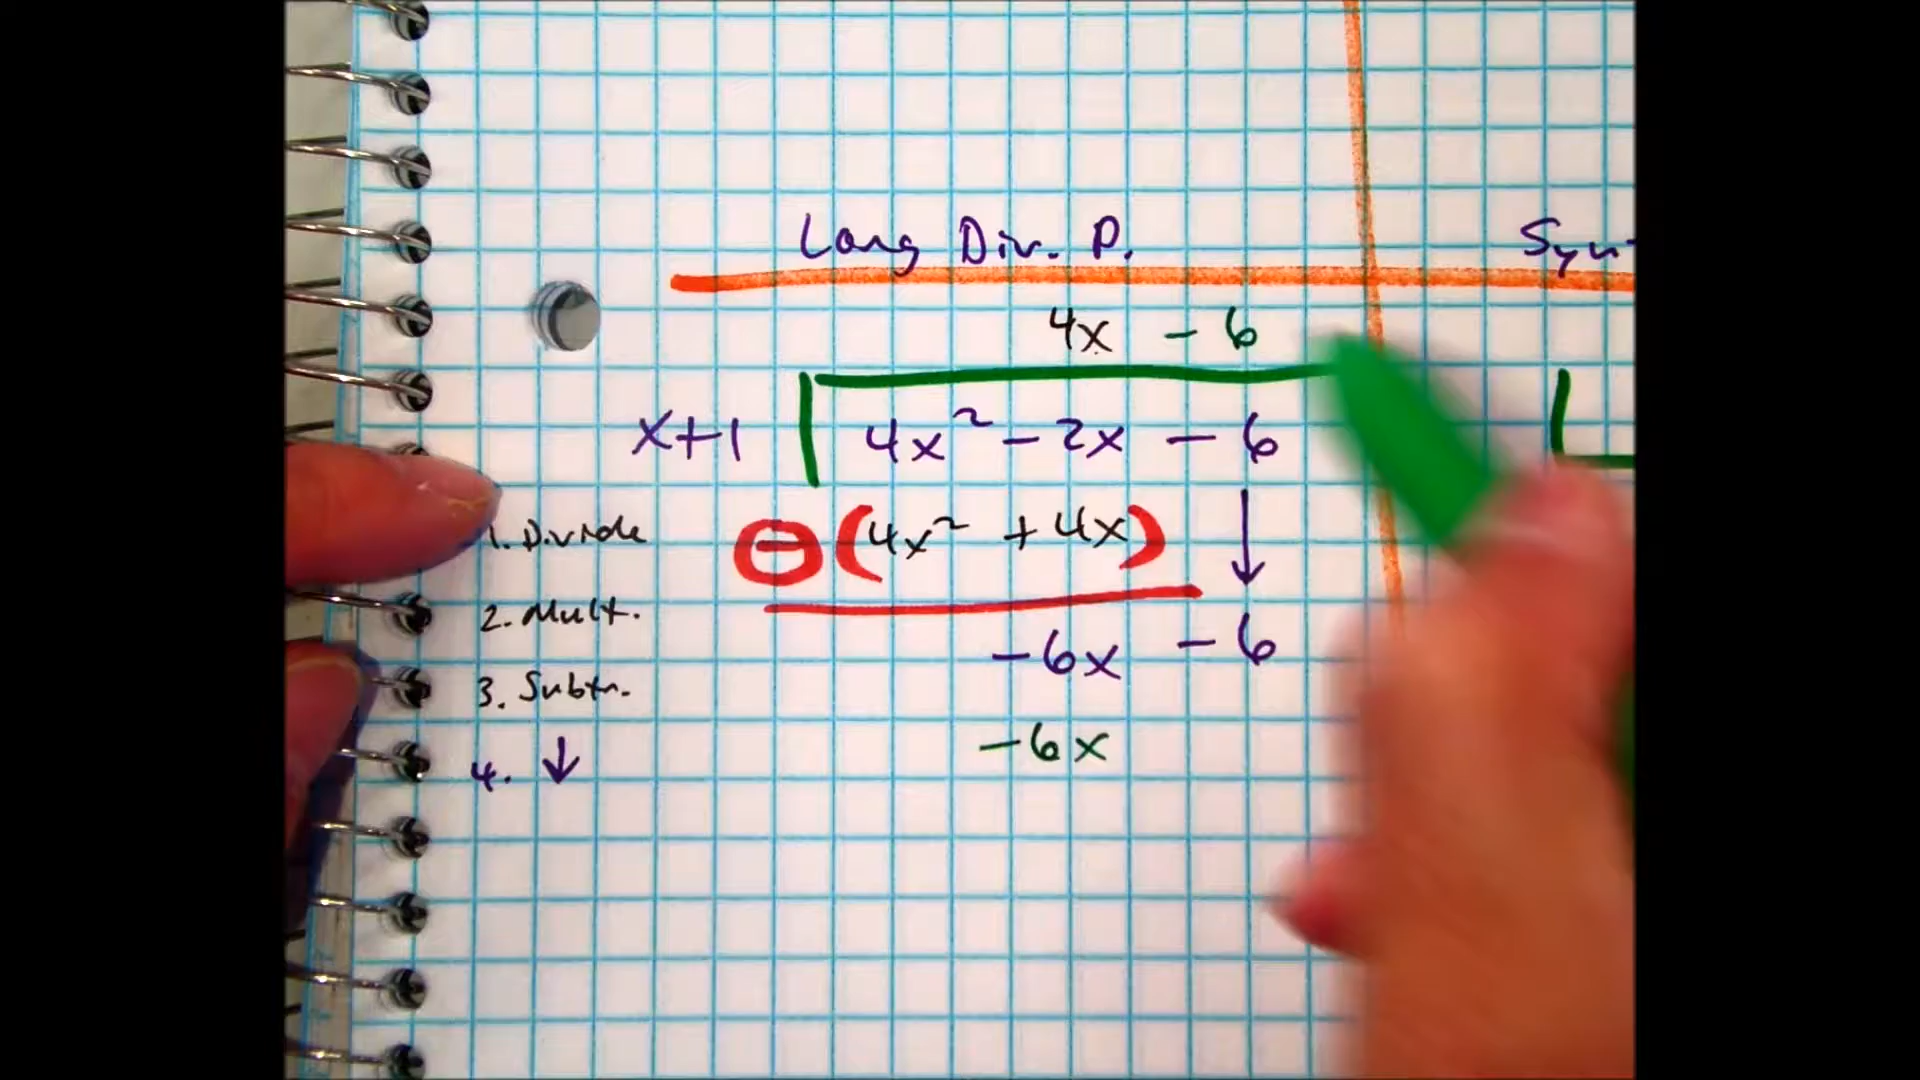 Long Div. P.
Syn
4x - 6
x+1 4x² - 2x - 6
1. Divide
⊖(4x² + 4x) ↓
2. Mult.
-6x - 6
3. Subtr.
-6x
4. ↓